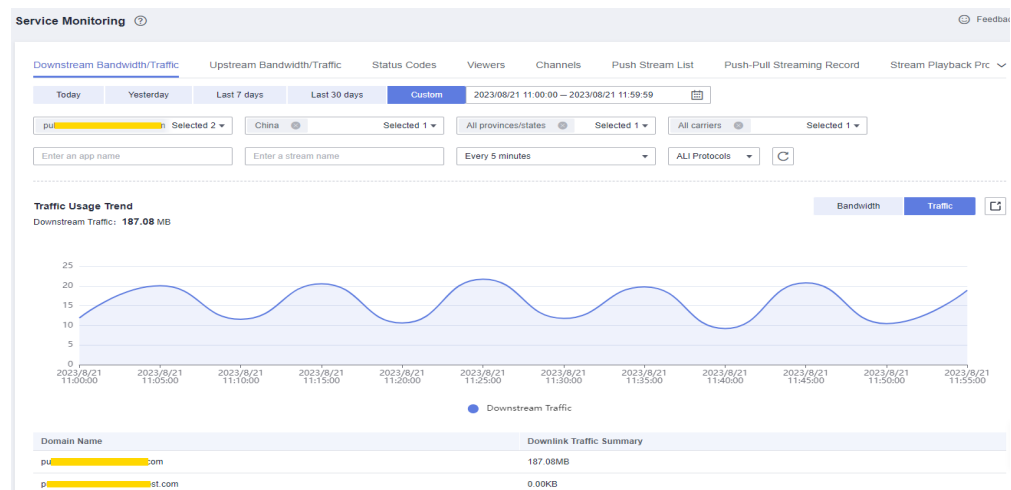 Service Monitoring
Feedbac
Downstream Bandwidth/Traffic Upstream Bandwidth/Traffic Status Codes Viewers Channels Push Stream List Push-Pull Streaming Record Stream Playback Prc
Today Yesterday Last 7 days Last 30 days Custom 2023/08/21 11:00:00 — 2023/08/21 11:59:59
pul n Selected 2 China Selected 1 All provinces/states Selected 1 All carriers Selected 1
Enter an app name Enter a stream name Every 5 minutes ALI Protocols
Traffic Usage Trend
Bandwidth Traffic
Downstream Traffic: 187.08 MB
25
20
15
10
5
0
2023/8/21 2023/8/21 2023/8/21 2023/8/21 2023/8/21 2023/8/21 2023/8/21 2023/8/21 2023/8/21 2023/8/21 2023/8/21 2023/8/21
11:00:00 11:05:00 11:10:00 11:15:00 11:20:00 11:25:00 11:30:00 11:35:00 11:40:00 11:45:00 11:50:00 11:55:00
Downstream Traffic
Domain Name Downlink Traffic Summary
pu com 187.08MB
p st.com 0.00KB